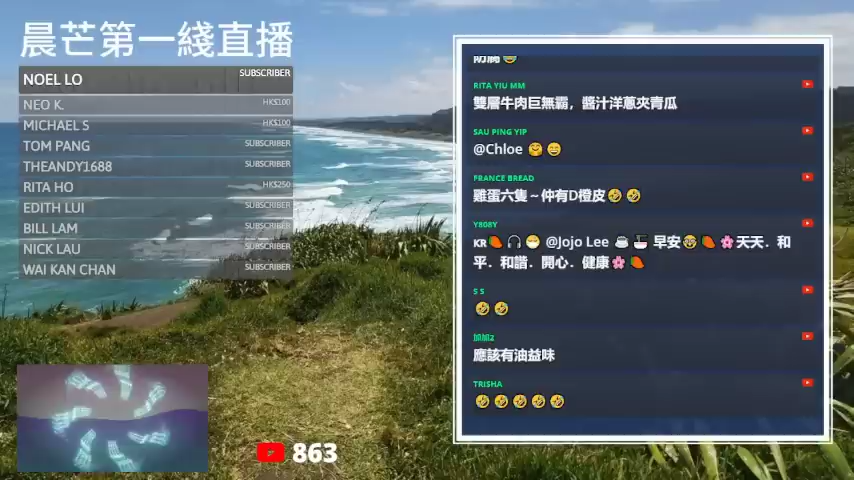 晨芒第一綫直播
NOEL LO SUBSCRIBER
NEO K. HK$100
MICHAEL S HK$100
TOM PANG SUBSCRIBER
THEANDY1688 SUBSCRIBER
RITA HO HK$250
EDITH LUI SUBSCRIBER
BILL LAM SUBSCRIBER
NICK LAU SUBSCRIBER
WAI KAN CHAN SUBSCRIBER
863
RITA YIU MM
雙層牛肉巨無霸，醬汁洋蔥夾青瓜
SAU PING YIP
@Chloe 🤗 😄
FRANCE BREAD
雞蛋六隻～仲有D橙皮🤣 🤣
Y808Y
@Jojo Lee ☕ 早安 🌸天天．和
平．和諧．開心．健康🌸
S S
🤣 🤣
加加2
應該有油益味
TRISHA
🤣 🤣 🤣 🤣 🤣